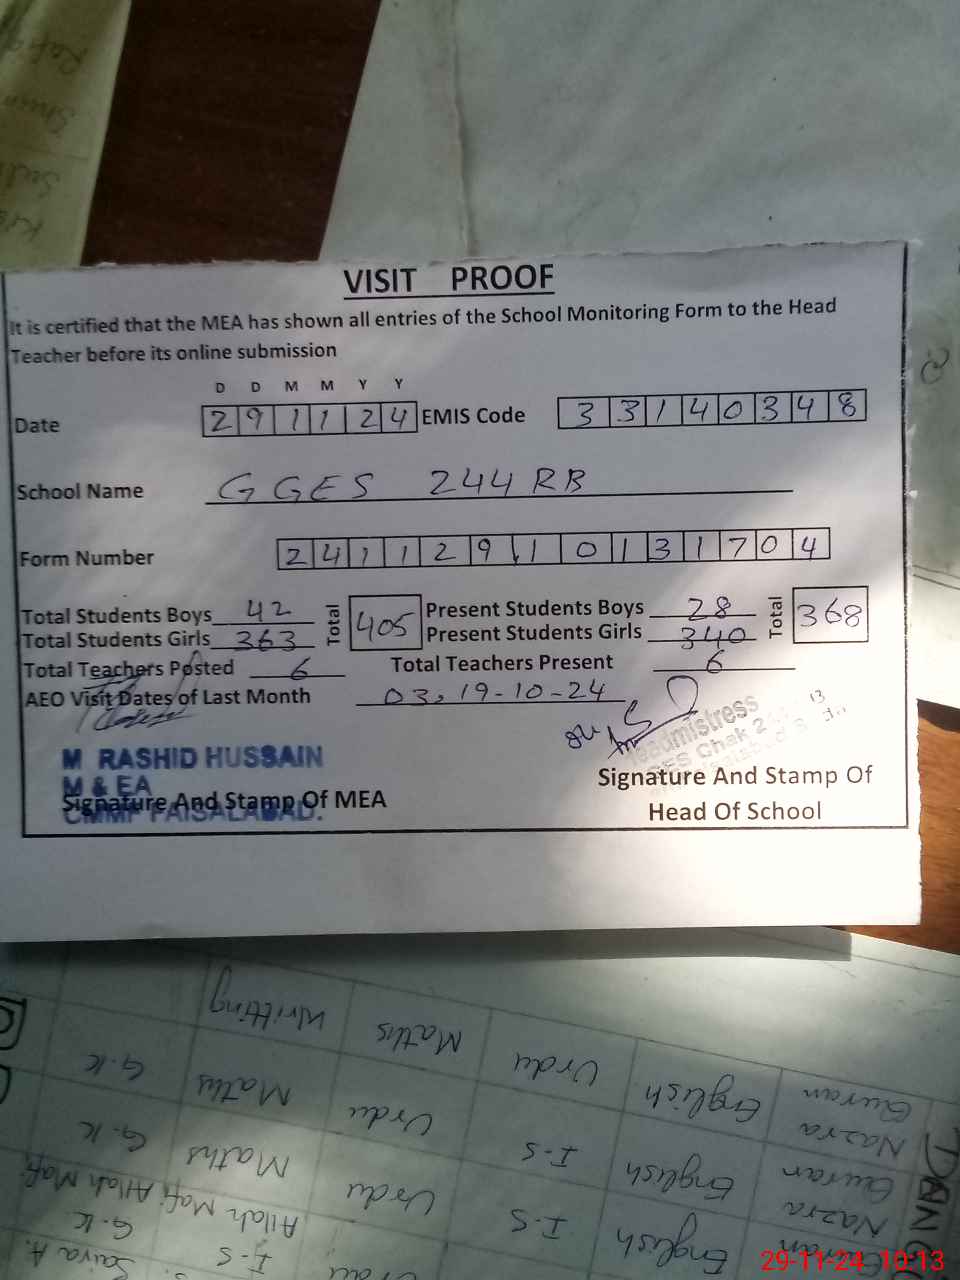 VISIT PROOF
It is certified that the MEA has shown all entries of the School Monitoring Form to the Head
Teacher before its online submission
D D M M Y Y
Date 2 9 1 1 2 4 EMIS Code 3 3 1 4 0 3 4 8
School Name GGES 244 RB
Form Number 2 4 1 1 2 9 1 0 1 3 1 7 0 4
Total Students Boys 42 Total 405 Present Students Boys 28 Total 368
Total Students Girls 363 Present Students Girls 340
Total Teachers Posted 6 Total Teachers Present 6
AEO Visit Dates of Last Month 03, 19-10-24
M RASHID HUSSAIN
M & EA
CMMF FAISALABAD.
Signature And Stamp Of MEA
Headmistress
Chak
Signature And Stamp Of
Head Of School
Writting
Maths
Urdu
English
Quran
Nazra
G.K
Maths
Urdu
I-S
English
Quran
Nazra
G.K
Maths
Urdu
I-S
English
Allah Mafi
Allah Mafi
G.K
I-S
Saira A.
29-11-24 10:13